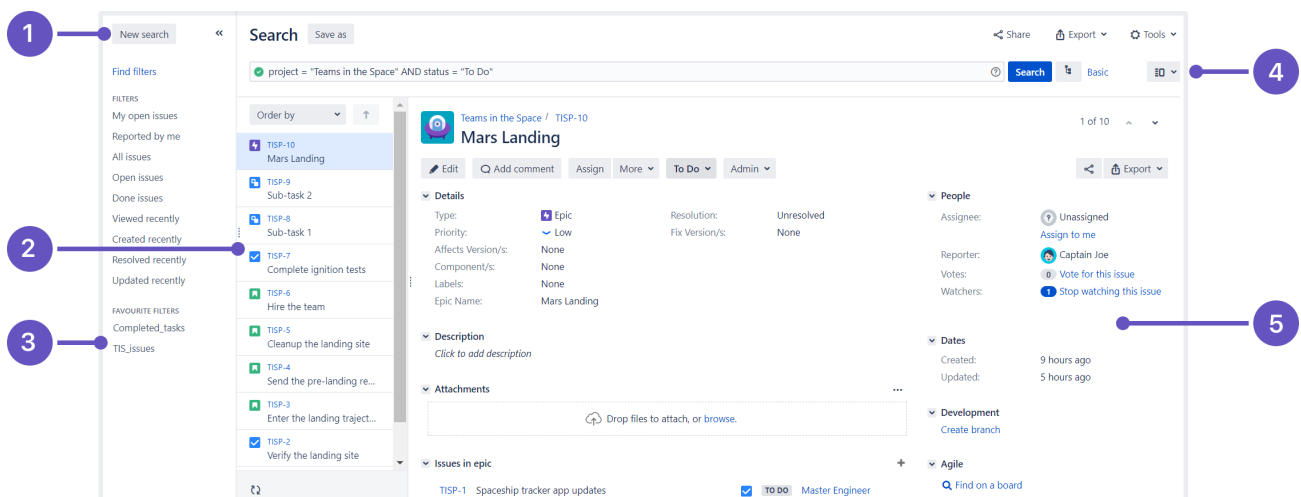 1
New search
«
Find filters
FILTERS
My open issues
Reported by me
All issues
Open issues
Done issues
Viewed recently
Created recently
Resolved recently
Updated recently
FAVOURITE FILTERS
Completed_tasks
TIS_issues
2
3
Search Save as
Share Export Tools
project = "Teams in the Space" AND status = "To Do"
Search Basic
4
Order by
TISP-10
Mars Landing
TISP-9
Sub-task 2
TISP-8
Sub-task 1
TISP-7
Complete ignition tests
TISP-6
Hire the team
TISP-5
Cleanup the landing site
TISP-4
Send the pre-landing re...
TISP-3
Enter the landing traject...
TISP-2
Verify the landing site
Teams in the Space / TISP-10
Mars Landing
1 of 10
Edit Add comment Assign More To Do Admin
Export
Details
Type: Epic
Priority: Low
Affects Version/s: None
Component/s: None
Labels: None
Epic Name: Mars Landing
Resolution: Unresolved
Fix Version/s: None
Description
Click to add description
Attachments
...
Drop files to attach, or browse.
Issues in epic
+
TISP-1 Spaceship tracker app updates TO DO Master Engineer
People
Assignee: ? Unassigned
Assign to me
Reporter: Captain Joe
Votes: 0 Vote for this issue
Watchers: 1 Stop watching this issue
Dates
Created: 9 hours ago
Updated: 5 hours ago
Development
Create branch
Agile
Find on a board
5